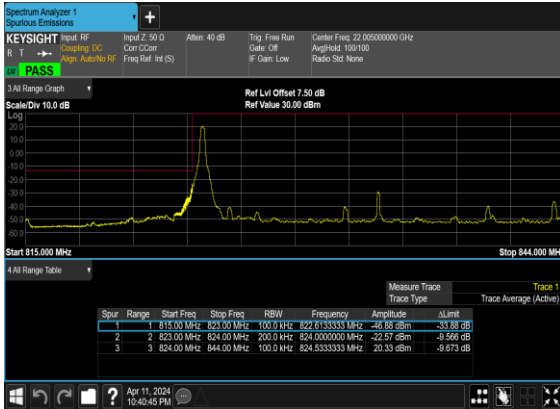 Spectrum Analyzer 1
Spurious Emissions
+
KEYSIGHT Input: RF Input Z: 50 Ω Atten: 40 dB Trig: Free Run Center Freq: 22.005000000 GHz
R T Coupling: DC Corr CCorr Gate: Off Avg|Hold: 100/100
Align: Auto/No RF Freq Ref: Int (S) IF Gain: Low Radio Std: None
PASS
3 All Range Graph
Ref Lvl Offset 7.50 dB
Scale/Div 10.0 dB Ref Value 30.00 dBm
Log
20.0
10.0
0.00
-10.0
-20.0
-30.0
-40.0
-50.0
-60.0
Start 815.000 MHz Stop 844.000 MH
4 All Range Table
Measure Trace Trace 1
Trace Type Trace Average (Active)
Spur Range Start Freq Stop Freq RBW Frequency Amplitude ΔLimit
1 1 815.00 MHz 823.00 MHz 100.0 kHz 822.6133333 MHz -46.88 dBm -33.88 dB
2 2 823.00 MHz 824.00 MHz 200.0 kHz 824.0000000 MHz -22.57 dBm -9.566 dB
3 3 824.00 MHz 844.00 MHz 100.0 kHz 824.5333333 MHz 20.33 dBm -9.673 dB
? Apr 11, 2024
10:40:45 PM